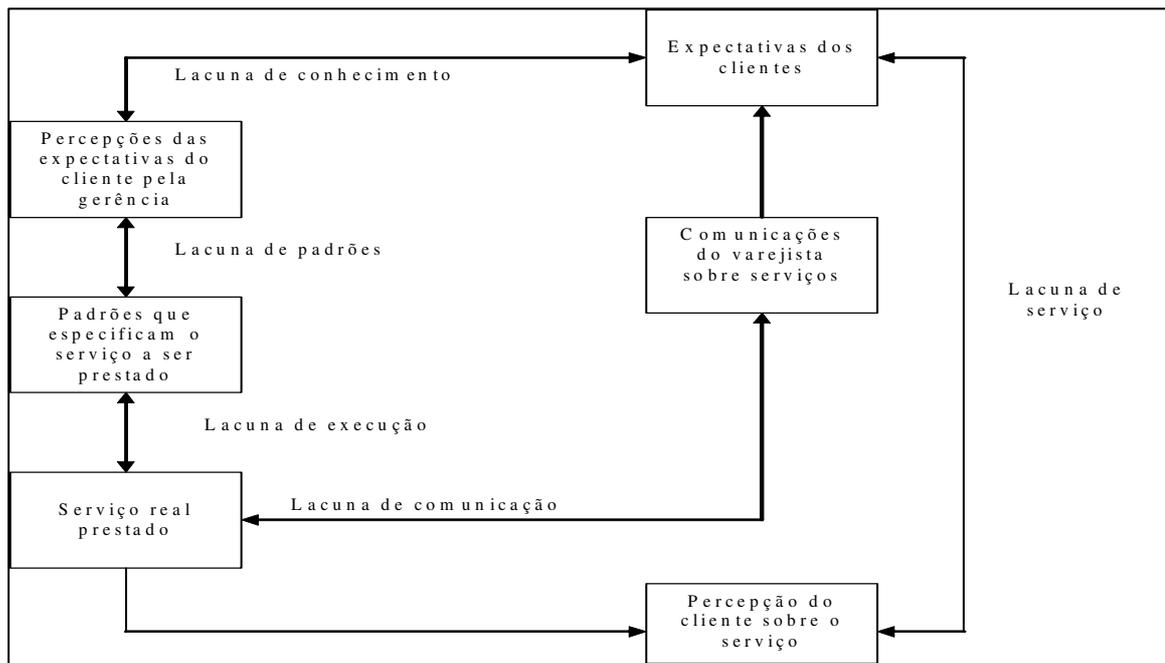 Expectativas dos
clientes
Lacuna de conhecimento
Percepções das
expectativas do
cliente pela
gerência
Lacuna de padrões
Comunicações
do varejista
sobre serviços
Lacuna de
serviço
Padrões que
especificam o
serviço a ser
prestado
Lacuna de execução
Serviço real
prestado
Lacuna de comunicação
Percepção do
cliente sobre o
serviço